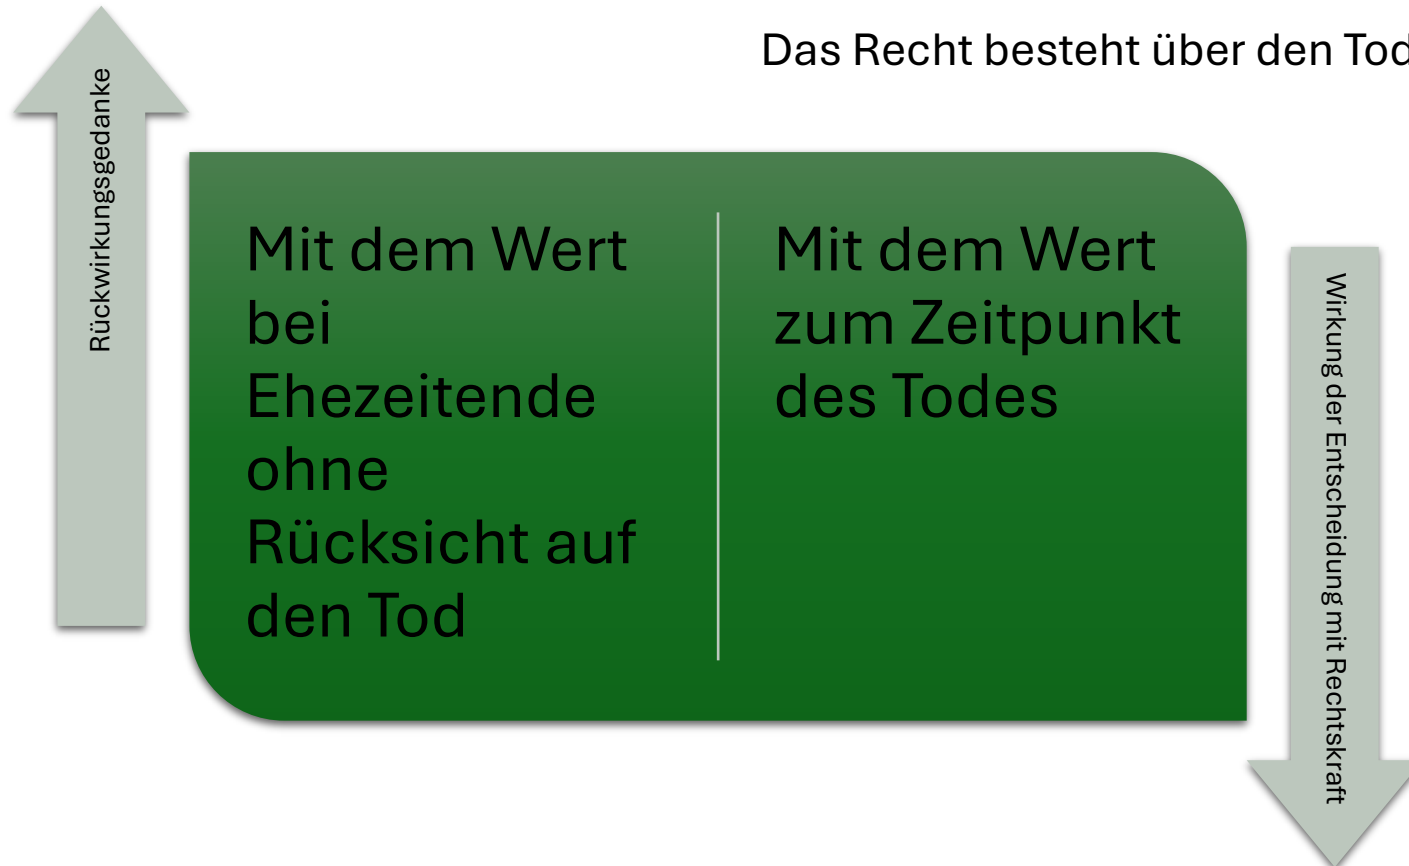 Das Recht besteht über den Tod
Rückwirkungsgedanke
Mit dem Wert
bei
Ehezeitende
ohne
Rücksicht auf
den Tod
Mit dem Wert
zum Zeitpunkt
des Todes
Wirkung der Entscheidung mit Rechtskraft